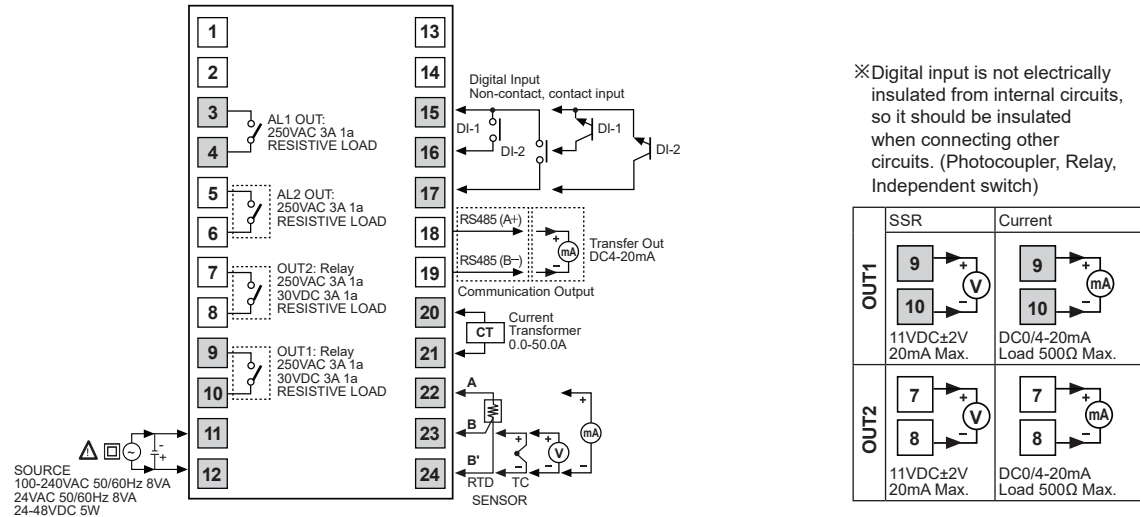 1
2
3
4
5
6
7
8
9
10
11
12
AL1 OUT:
250VAC 3A 1a
RESISTIVE LOAD
AL2 OUT:
250VAC 3A 1a
RESISTIVE LOAD
OUT2: Relay
250VAC 3A 1a
30VDC 3A 1a
RESISTIVE LOAD
OUT1: Relay
250VAC 3A 1a
30VDC 3A 1a
RESISTIVE LOAD
- +
SOURCE
100-240VAC 50/60Hz 8VA
24VAC 50/60Hz 8VA
24-48VDC 5W
13
14
15
16
17
18
19
20
21
22
23
24
Digital Input
Non-contact, contact input
DI-1
DI-2
DI-1
DI-2
RS485 (A+)
RS485 (B−)
+ mA −
Transfer Out
DC4-20mA
Communication Output
CT
Current
Transformer
0.0-50.0A
A
B
B'
RTD
+ −
TC
+ V −
+ mA −
SENSOR
※Digital input is not electrically
insulated from internal circuits,
so it should be insulated
when connecting other
circuits. (Photocoupler, Relay,
Independent switch)
SSR
Current
OUT1
9
10
+ V −
11VDC±2V
20mA Max.
9
10
+ mA −
DC0/4-20mA
Load 500Ω Max.
OUT2
7
8
+ V −
11VDC±2V
20mA Max.
7
8
+ mA −
DC0/4-20mA
Load 500Ω Max.